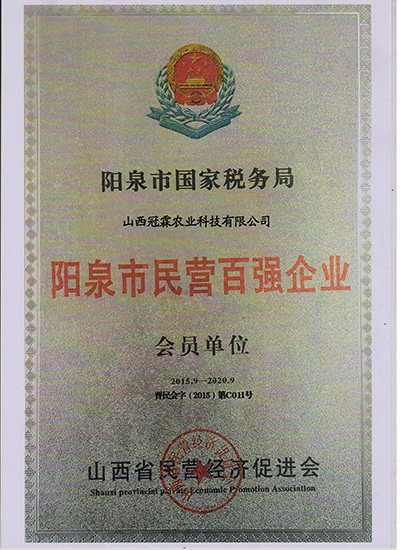 阳泉市国家税务局
山西冠霖农业科技有限公司
阳泉市民营百强企业
会员单位
2015.9—2020.9
晋民会字（2015）第C011号
山西省民营经济促进会
Shanxi provincial private Economic Promotion Association